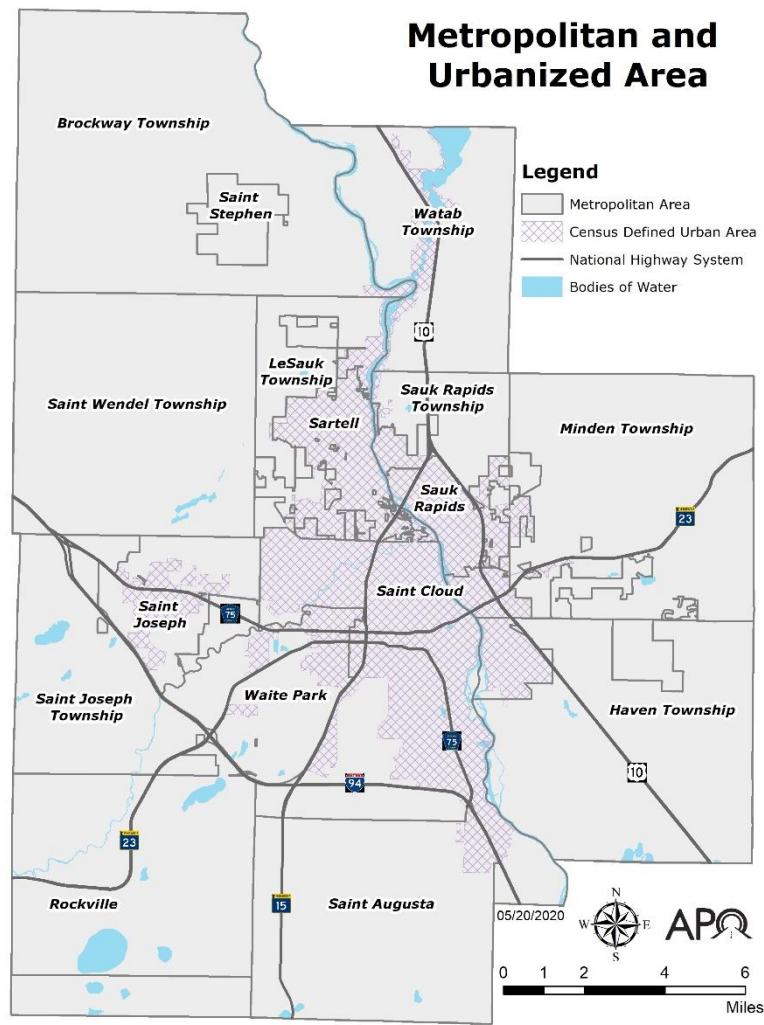 Metropolitan and
Urbanized Area
Brockway Township
Legend
Saint
Stephen
Metropolitan Area
Watab
Township
Census Defined Urban Area
National Highway System
Bodies of Water
10
LeSauk
Township
Sauk Rapids
Township
Saint Wendel Township
Sartell
Minden Township
Sauk
Rapids
23
Saint Cloud
Saint
Joseph
75
Saint Joseph
Township
Waite Park
Haven Township
75
10
94
23
Rockville
15
Saint Augusta
05/20/2020
N
W
E
S
APO
0 1 2 4 6
Miles